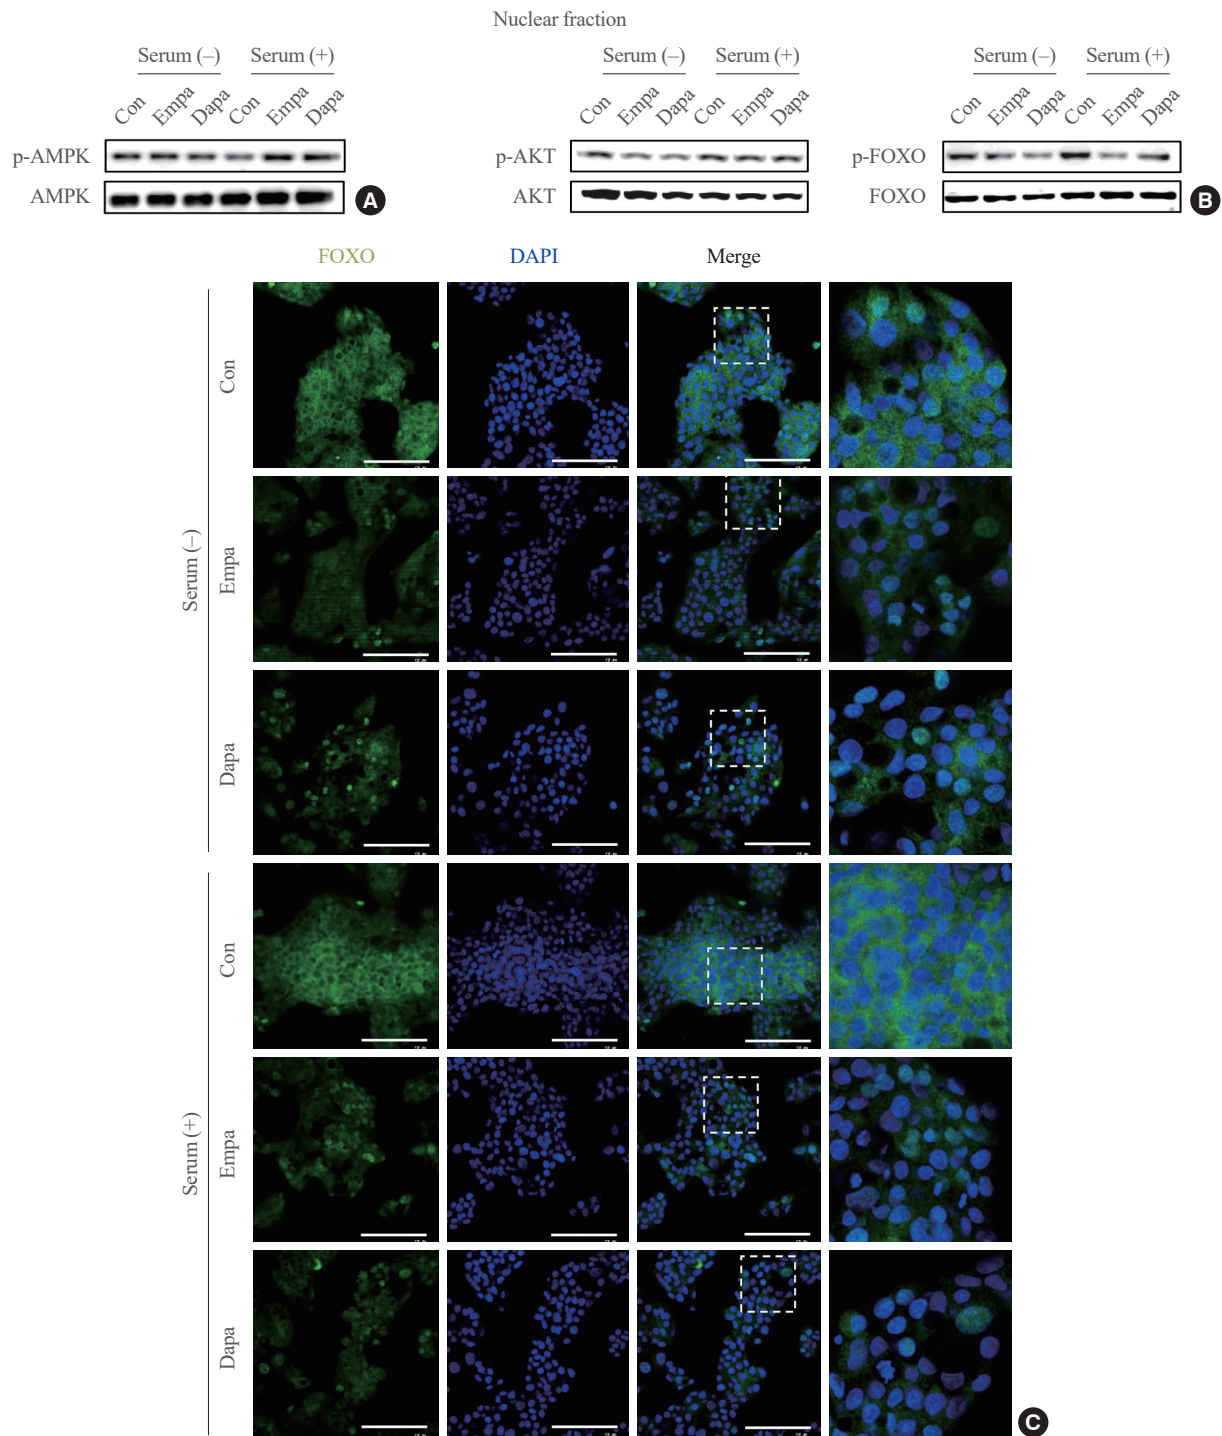 Nuclear fraction
Serum (–) Serum (+) Serum (–) Serum (+) Serum (–) Serum (+)
Con Empa Dapa Con Empa Dapa Con Empa Dapa Con Empa Dapa Con Empa Dapa Con Empa Dapa
p-AMPK p-AKT p-FOXO
AMPK A AKT FOXO B
FOXO DAPI Merge
Serum (–)
Con
Empa
Dapa
Serum (+)
Con
Empa
Dapa
C